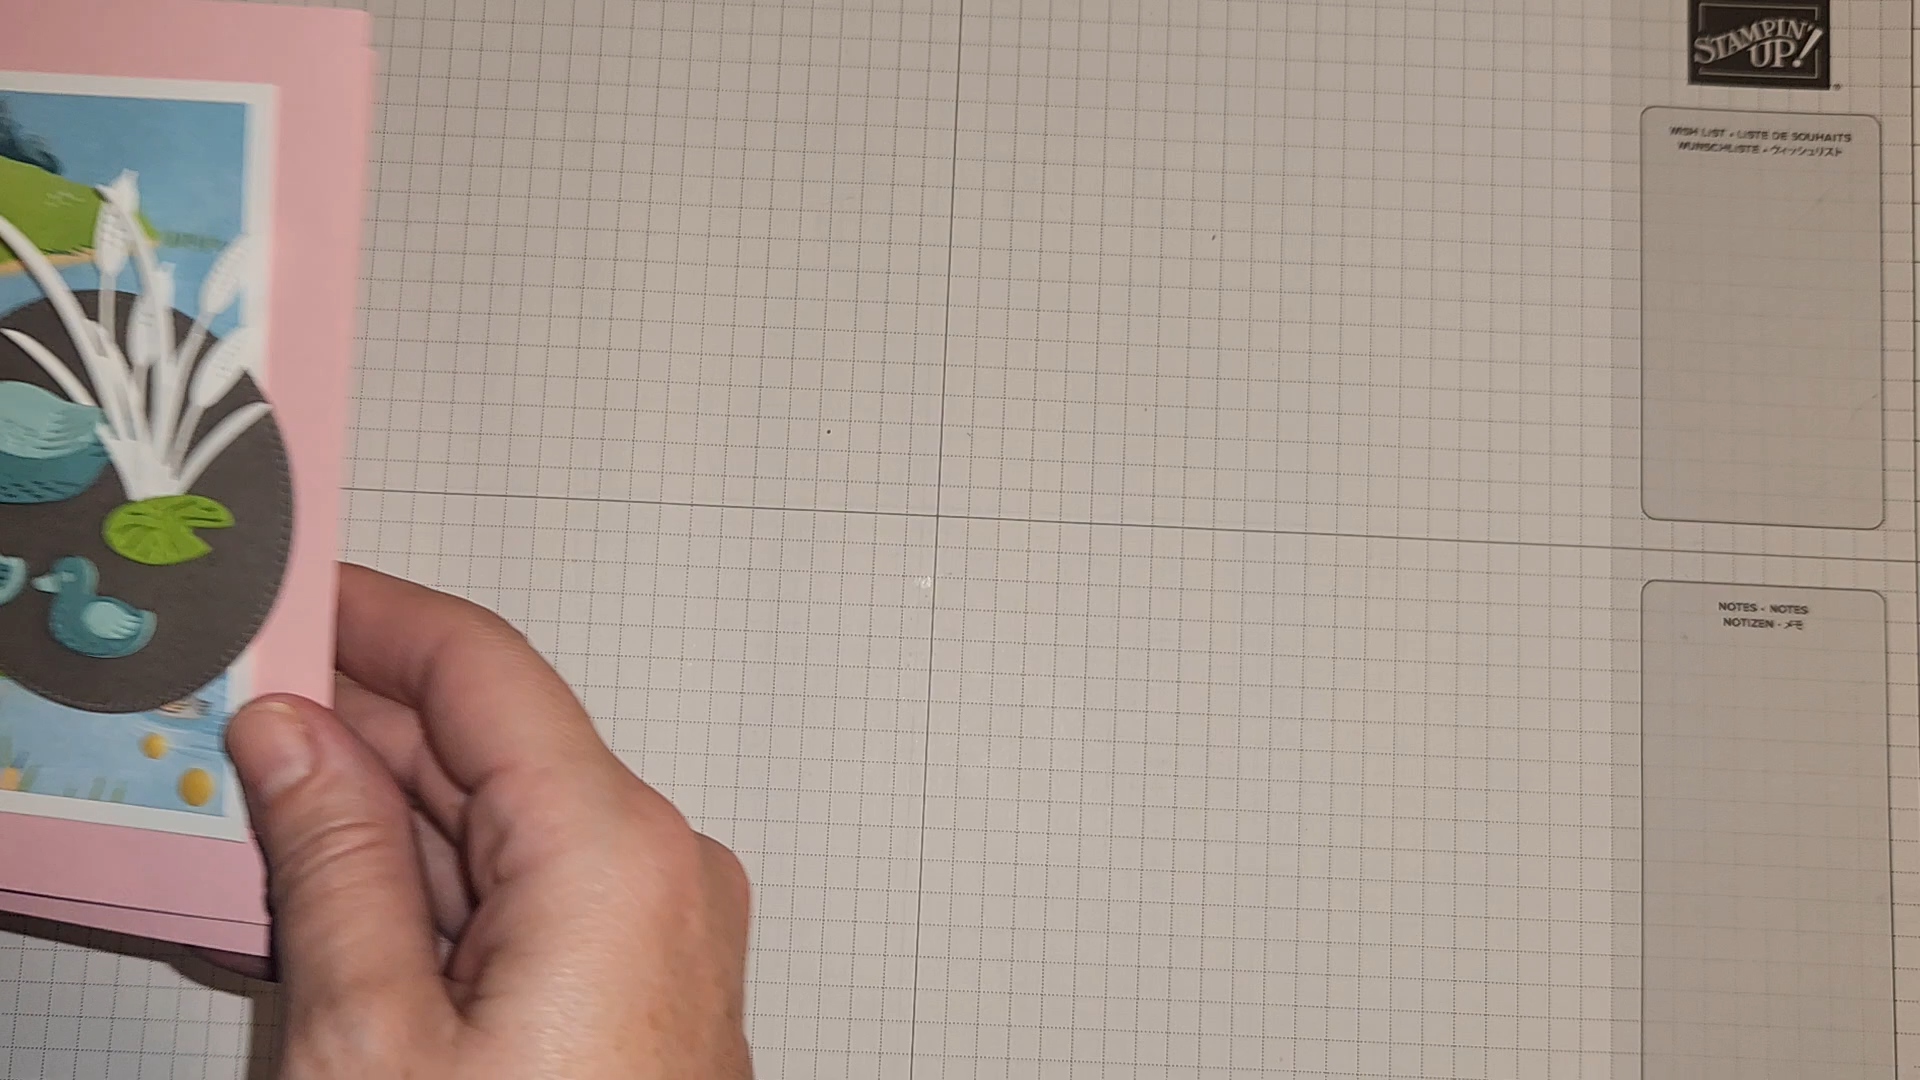 STAMPIN'
UP!
WISH LIST • LISTE DE SOUHAITS
WUNSCHLISTE • ウィッシュリスト
NOTES • NOTES
NOTIZEN • メモ